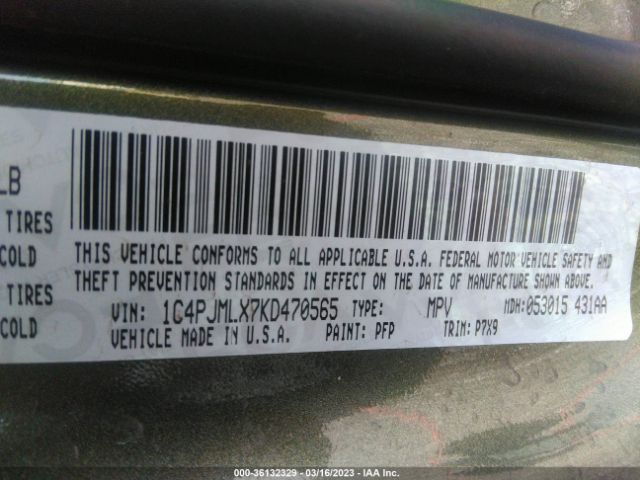 LB
TIRES
COLD
TIRES
COLD
THIS VEHICLE CONFORMS TO ALL APPLICABLE U.S.A. FEDERAL MOTOR VEHICLE SAFETY AND
THEFT PREVENTION STANDARDS IN EFFECT ON THE DATE OF MANUFACTURE SHOWN ABOVE.
VIN: 1C4PJMLX7KD470565 TYPE: MPV MDH: 053015 431AA
VEHICLE MADE IN U.S.A. PAINT: PFP TRIM: P7X9
000-36132329 - 03/16/2023 - IAA Inc.